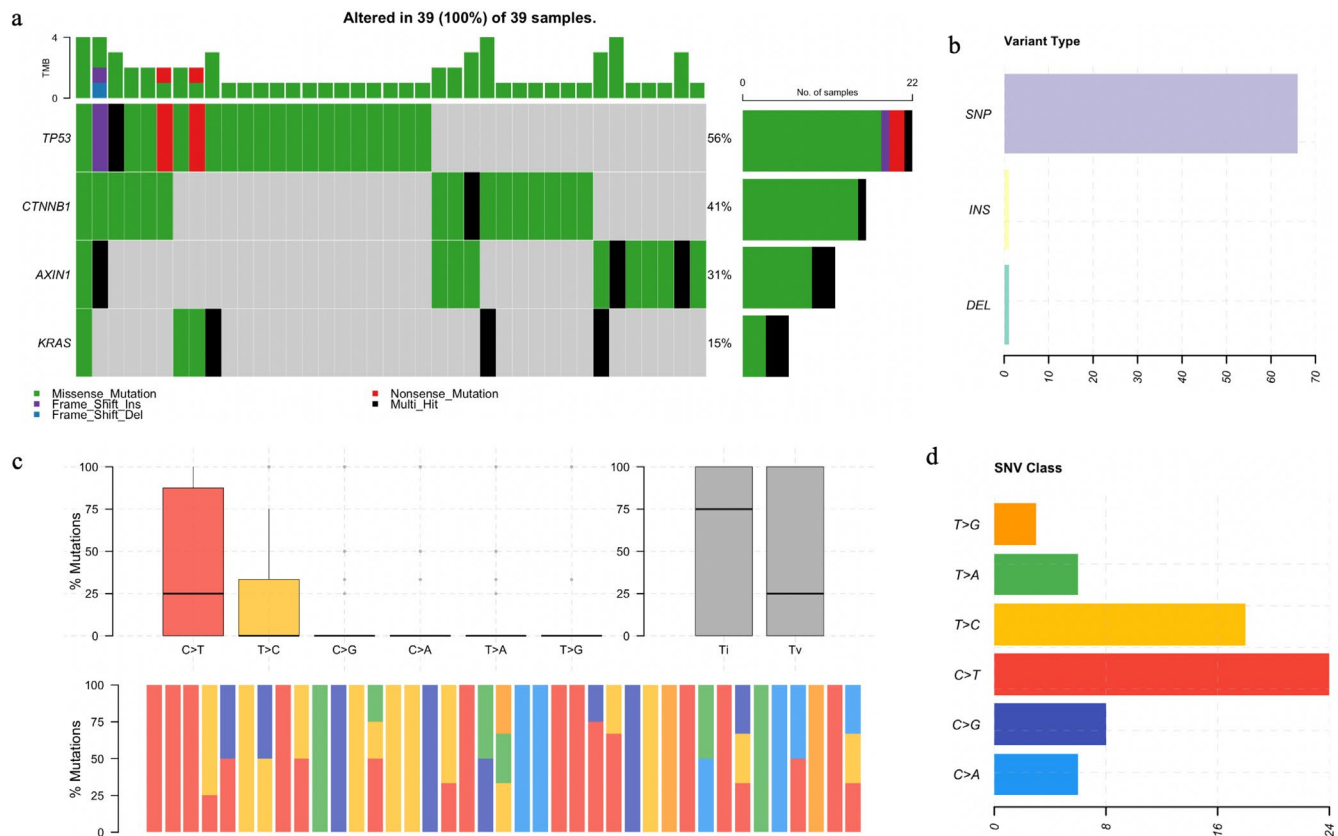 a
Altered in 39 (100%) of 39 samples.
4
2
0
TMB
0
22
No. of samples
TP53
56%
CTNNB1
41%
AXIN1
31%
KRAS
15%
Missense_Mutation
Frame_Shift_Ins
Frame_Shift_Del
Nonsense_Mutation
Multi_Hit
b
Variant Type
SNP
INS
DEL
0
10
20
30
40
50
60
70
c
% Mutations
100
75
50
25
0
C>T
T>C
C>G
C>A
T>A
T>G
100
75
50
25
0
Ti
Tv
% Mutations
100
75
50
25
0
d
SNV Class
T>G
T>A
T>C
C>T
C>G
C>A
0
8
16
24